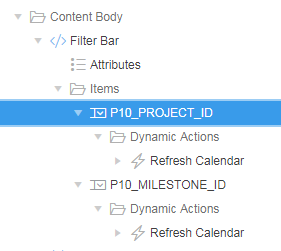 Content Body
Filter Bar
Attributes
Items
P10_PROJECT_ID
Dynamic Actions
Refresh Calendar
P10_MILESTONE_ID
Dynamic Actions
Refresh Calendar